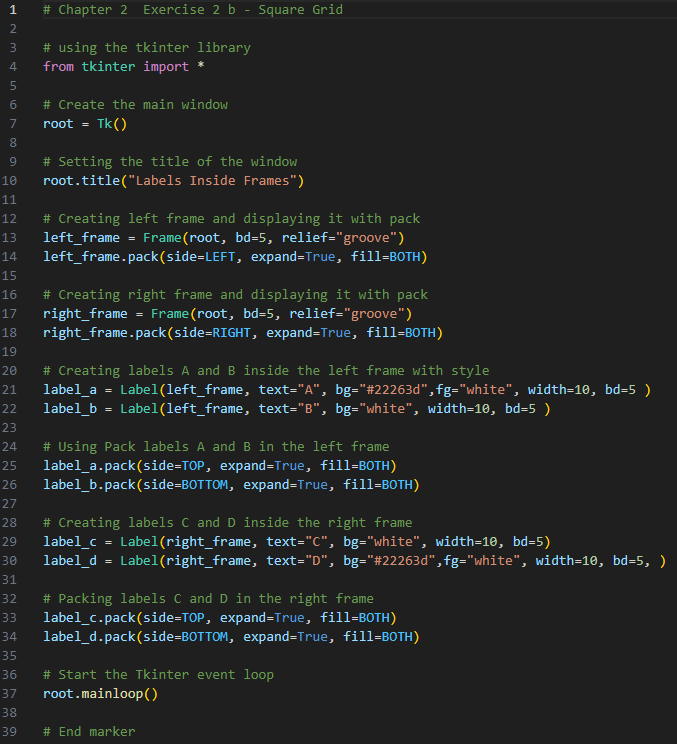 1 # Chapter 2  Exercise 2 b - Square Grid
2
3 # using the tkinter library
4 from tkinter import *
5
6 # Create the main window
7 root = Tk()
8
9 # Setting the title of the window
10 root.title("Labels Inside Frames")
11
12 # Creating left frame and displaying it with pack
13 left_frame = Frame(root, bd=5, relief="groove")
14 left_frame.pack(side=LEFT, expand=True, fill=BOTH)
15
16 # Creating right frame and displaying it with pack
17 right_frame = Frame(root, bd=5, relief="groove")
18 right_frame.pack(side=RIGHT, expand=True, fill=BOTH)
19
20 # Creating labels A and B inside the left frame with style
21 label_a = Label(left_frame, text="A", bg="#22263d",fg="white", width=10, bd=5 )
22 label_b = Label(left_frame, text="B", bg="white", width=10, bd=5 )
23
24 # Using Pack labels A and B in the left frame
25 label_a.pack(side=TOP, expand=True, fill=BOTH)
26 label_b.pack(side=BOTTOM, expand=True, fill=BOTH)
27
28 # Creating labels C and D inside the right frame
29 label_c = Label(right_frame, text="C", bg="white", width=10, bd=5)
30 label_d = Label(right_frame, text="D", bg="#22263d",fg="white", width=10, bd=5, )
31
32 # Packing labels C and D in the right frame
33 label_c.pack(side=TOP, expand=True, fill=BOTH)
34 label_d.pack(side=BOTTOM, expand=True, fill=BOTH)
35
36 # Start the Tkinter event loop
37 root.mainloop()
38
39 # End marker